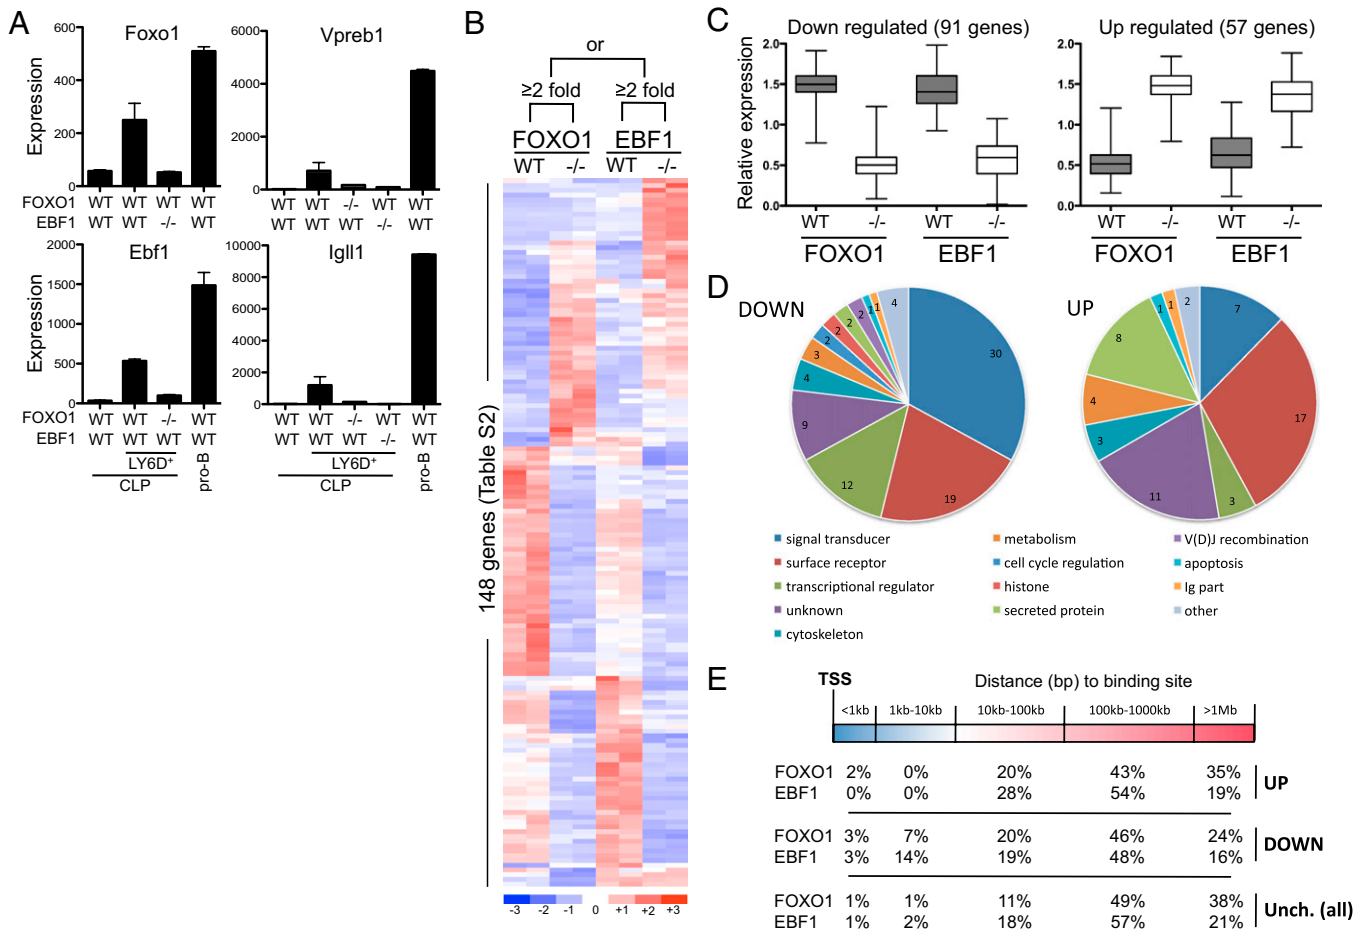 A
Foxo1
Expression
600
400
200
0
FOXO1 WT WT WT WT
EBF1 WT WT -/- WT
Vpreb1
6000
4000
2000
0
WT WT -/- WT WT
WT WT WT -/- WT
Ebf1
Expression
2000
1500
1000
500
0
FOXO1 WT WT -/- WT
EBF1 WT WT WT WT
LY6D+
CLP
pro-B
Igll1
10000
8000
6000
4000
2000
0
WT WT -/- WT WT
WT WT WT -/- WT
LY6D+
CLP
pro-B
B
or
≥2 fold ≥2 fold
FOXO1 EBF1
WT -/- WT -/-
148 genes (Table S2)
-3 -2 -1 0 +1 +2 +3
C
Down regulated (91 genes)
Relative expression
2.0
1.5
1.0
0.5
0.0
WT -/- WT -/-
FOXO1 EBF1
Up regulated (57 genes)
2.0
1.5
1.0
0.5
0.0
WT -/- WT -/-
FOXO1 EBF1
D
DOWN
30
19
12
9
4
3
2
2
2
2
1
1
4
UP
7
17
3
11
3
4
8
1
1
2
signal transducer
surface receptor
transcriptional regulator
unknown
cytoskeleton
metabolism
cell cycle regulation
histone
secreted protein
V(D)J recombination
apoptosis
Ig part
other
E
TSS
Distance (bp) to binding site
<1kb 1kb-10kb 10kb-100kb 100kb-1000kb >1Mb
FOXO1 2% 0% 20% 43% 35%
EBF1 0% 0% 28% 54% 19%
UP
FOXO1 3% 7% 20% 46% 24%
EBF1 3% 14% 19% 48% 16%
DOWN
FOXO1 1% 1% 11% 49% 38%
EBF1 1% 2% 18% 57% 21%
Unch. (all)